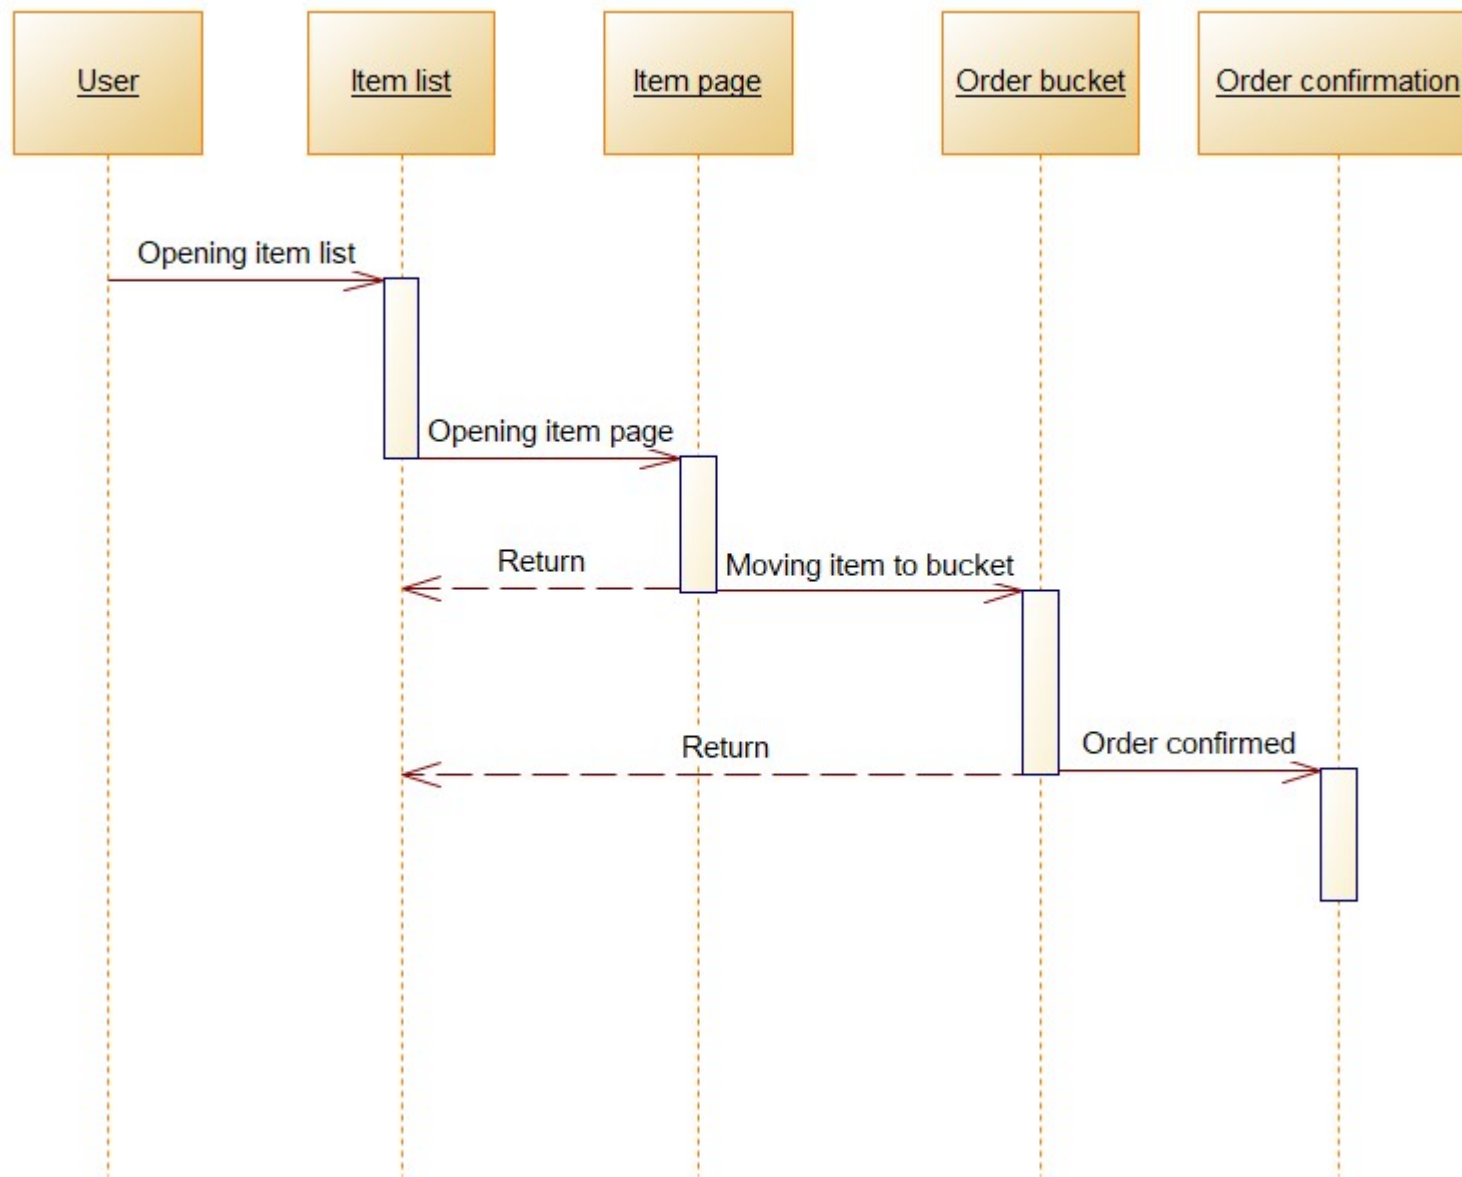 User
Item list
Item page
Order bucket
Order confirmation
Opening item list
Opening item page
Return
Moving item to bucket
Return
Order confirmed